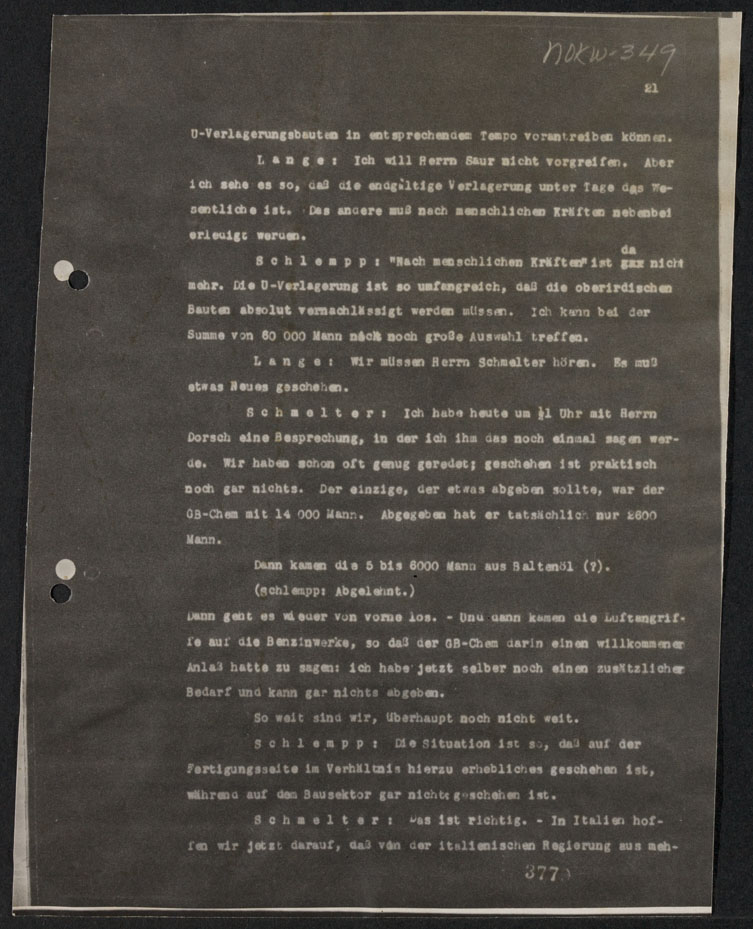 NOKW-349
21
U-Verlagerungsbauten in entsprechendem Tempo vorantreiben können.
L a n g e : Ich will Herrn Saur nicht vorgreifen. Aber
ich sehe es so, daß die endgültige Verlagerung unter Tage das We-
sentliche ist. Das andere muß nach menschlichen Kräften nebenbei
erledigt werden.
da
S c h l e m p p : "Nach menschlichen Kräften" ist gax nicht
mehr. Die U-Verlagerung ist so umfangreich, daß die oberirdischen
Bauten absolut vernachlässigt werden müssen. Ich kann bei der
Summe von 60 000 Mann nicht noch große Auswahl treffen.
L a n g e : Wir müssen Herrn Schmelter hören. Es muß
etwas Neues geschehen.
S c h m e l t e r : Ich habe heute um ½1 Uhr mit Herrn
Dorsch eine Besprechung, in der ich ihm das noch einmal sagen wer-
de. Wir haben schon oft genug geredet; geschehen ist praktisch
noch gar nichts. Der einzige, der etwas abgeben sollte, war der
GB-Chem mit 14 000 Mann. Abgegeben hat er tatsächlich nur 2600
Mann.
Dann kamen die 5 bis 6000 Mann aus Baltenöl (?).
(Schlempp: Abgelehnt.)
Dann geht es wieder von vorne los. - Und dann kamen die Luftangrif-
fe auf die Benzinwerke, so daß der GB-Chem darin einen willkommenen
Anlaß hatte zu sagen: ich habe jetzt selber noch einen zusätzlichen
Bedarf und kann gar nichts abgeben.
So weit sind wir, überhaupt noch nicht weit.
S c h l e m p p : Die Situation ist so, daß auf der
Fertigungsseite im Verhältnis hierzu erhebliches geschehen ist,
während auf dem Bausektor gar nichts geschehen ist.
S c h m e l t e r : Das ist richtig. - In Italien hof-
fen wir jetzt darauf, daß von der italienischen Regierung aus meh-
377